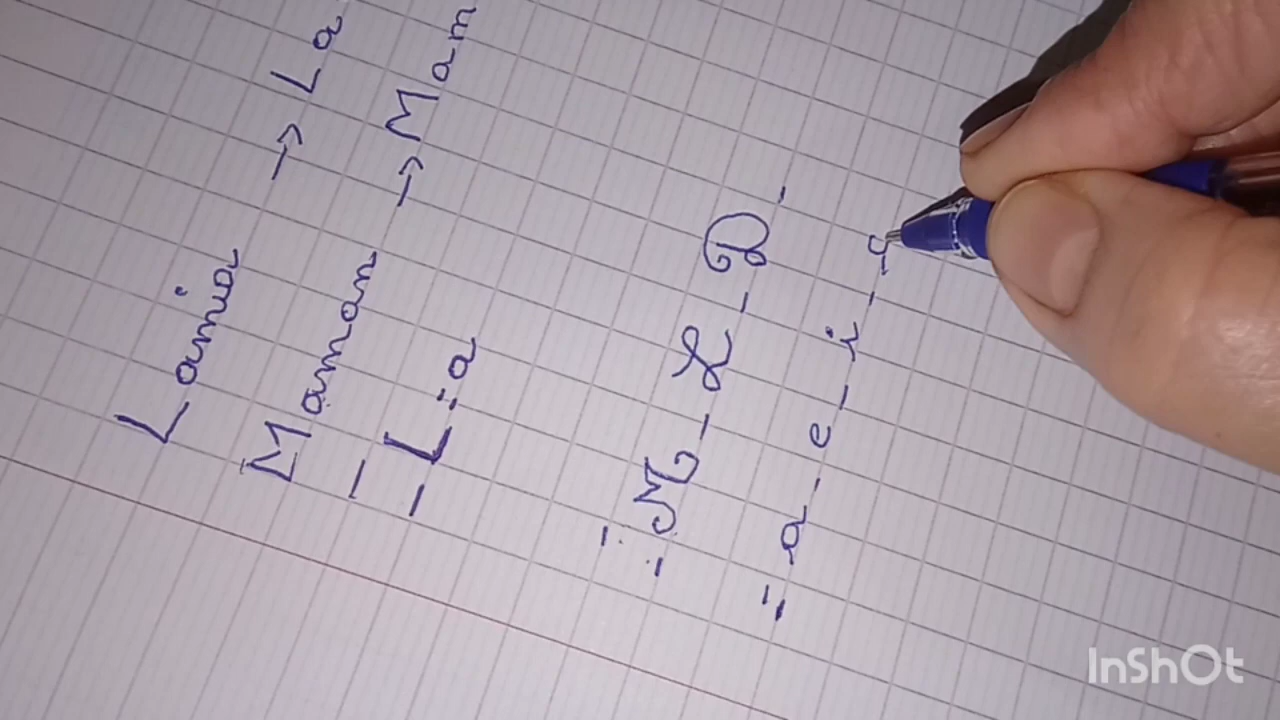 Lamia → La
Maman → Mam
- L = a
M - L - D -
= a - e - i -
InShOt